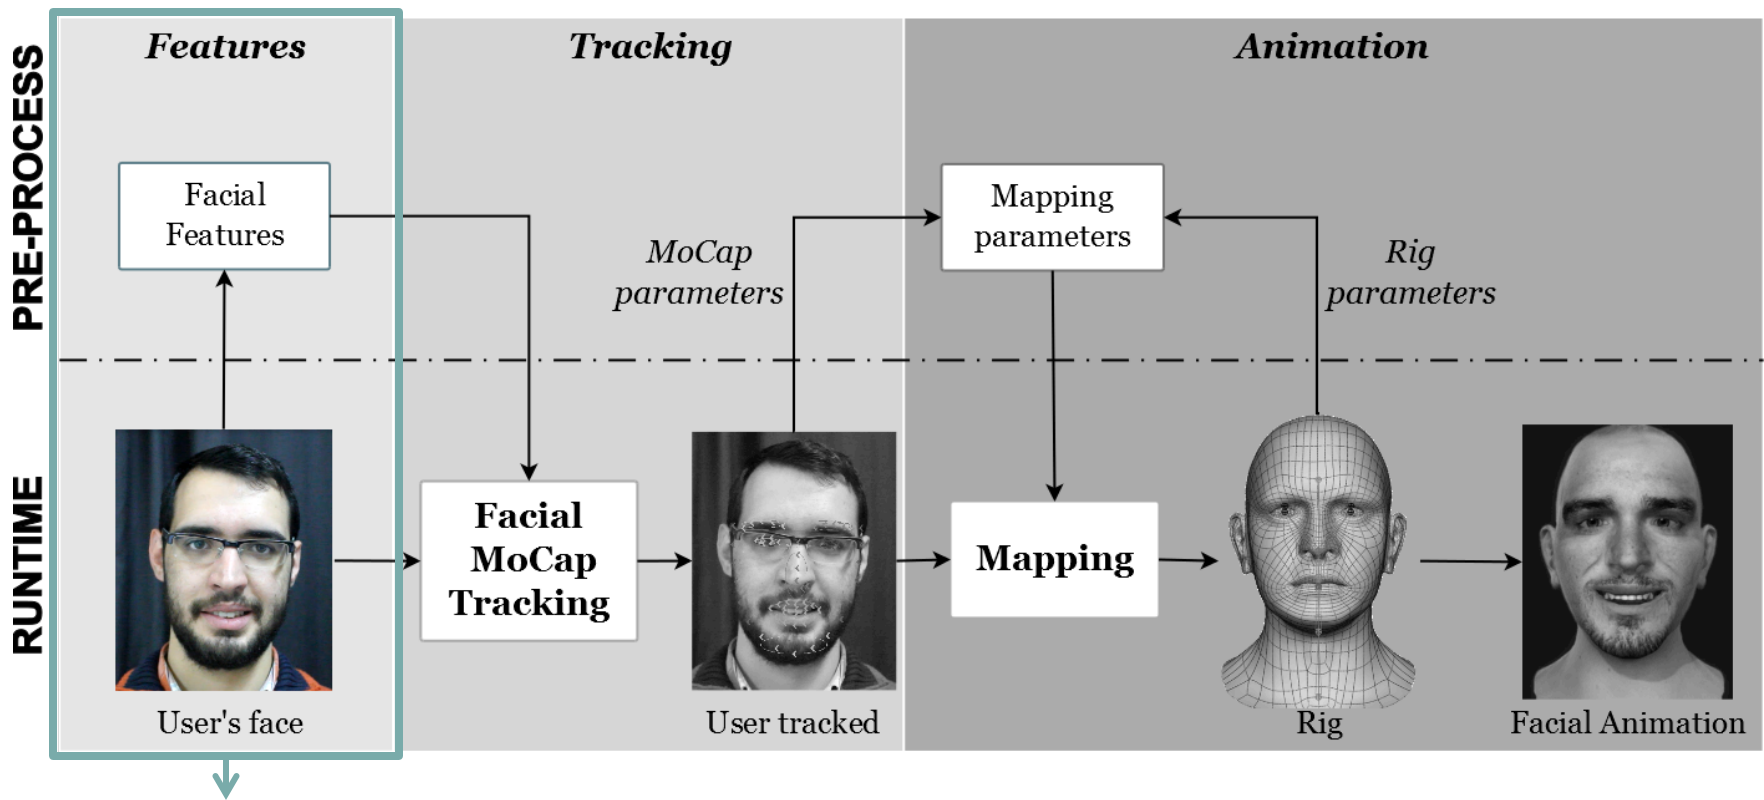 Features
Tracking
Animation
PRE-PROCESS
Facial
Features
MoCap
parameters
Mapping
parameters
Rig
parameters
RUNTIME
Facial
MoCap
Tracking
Mapping
User's face
User tracked
Rig
Facial Animation